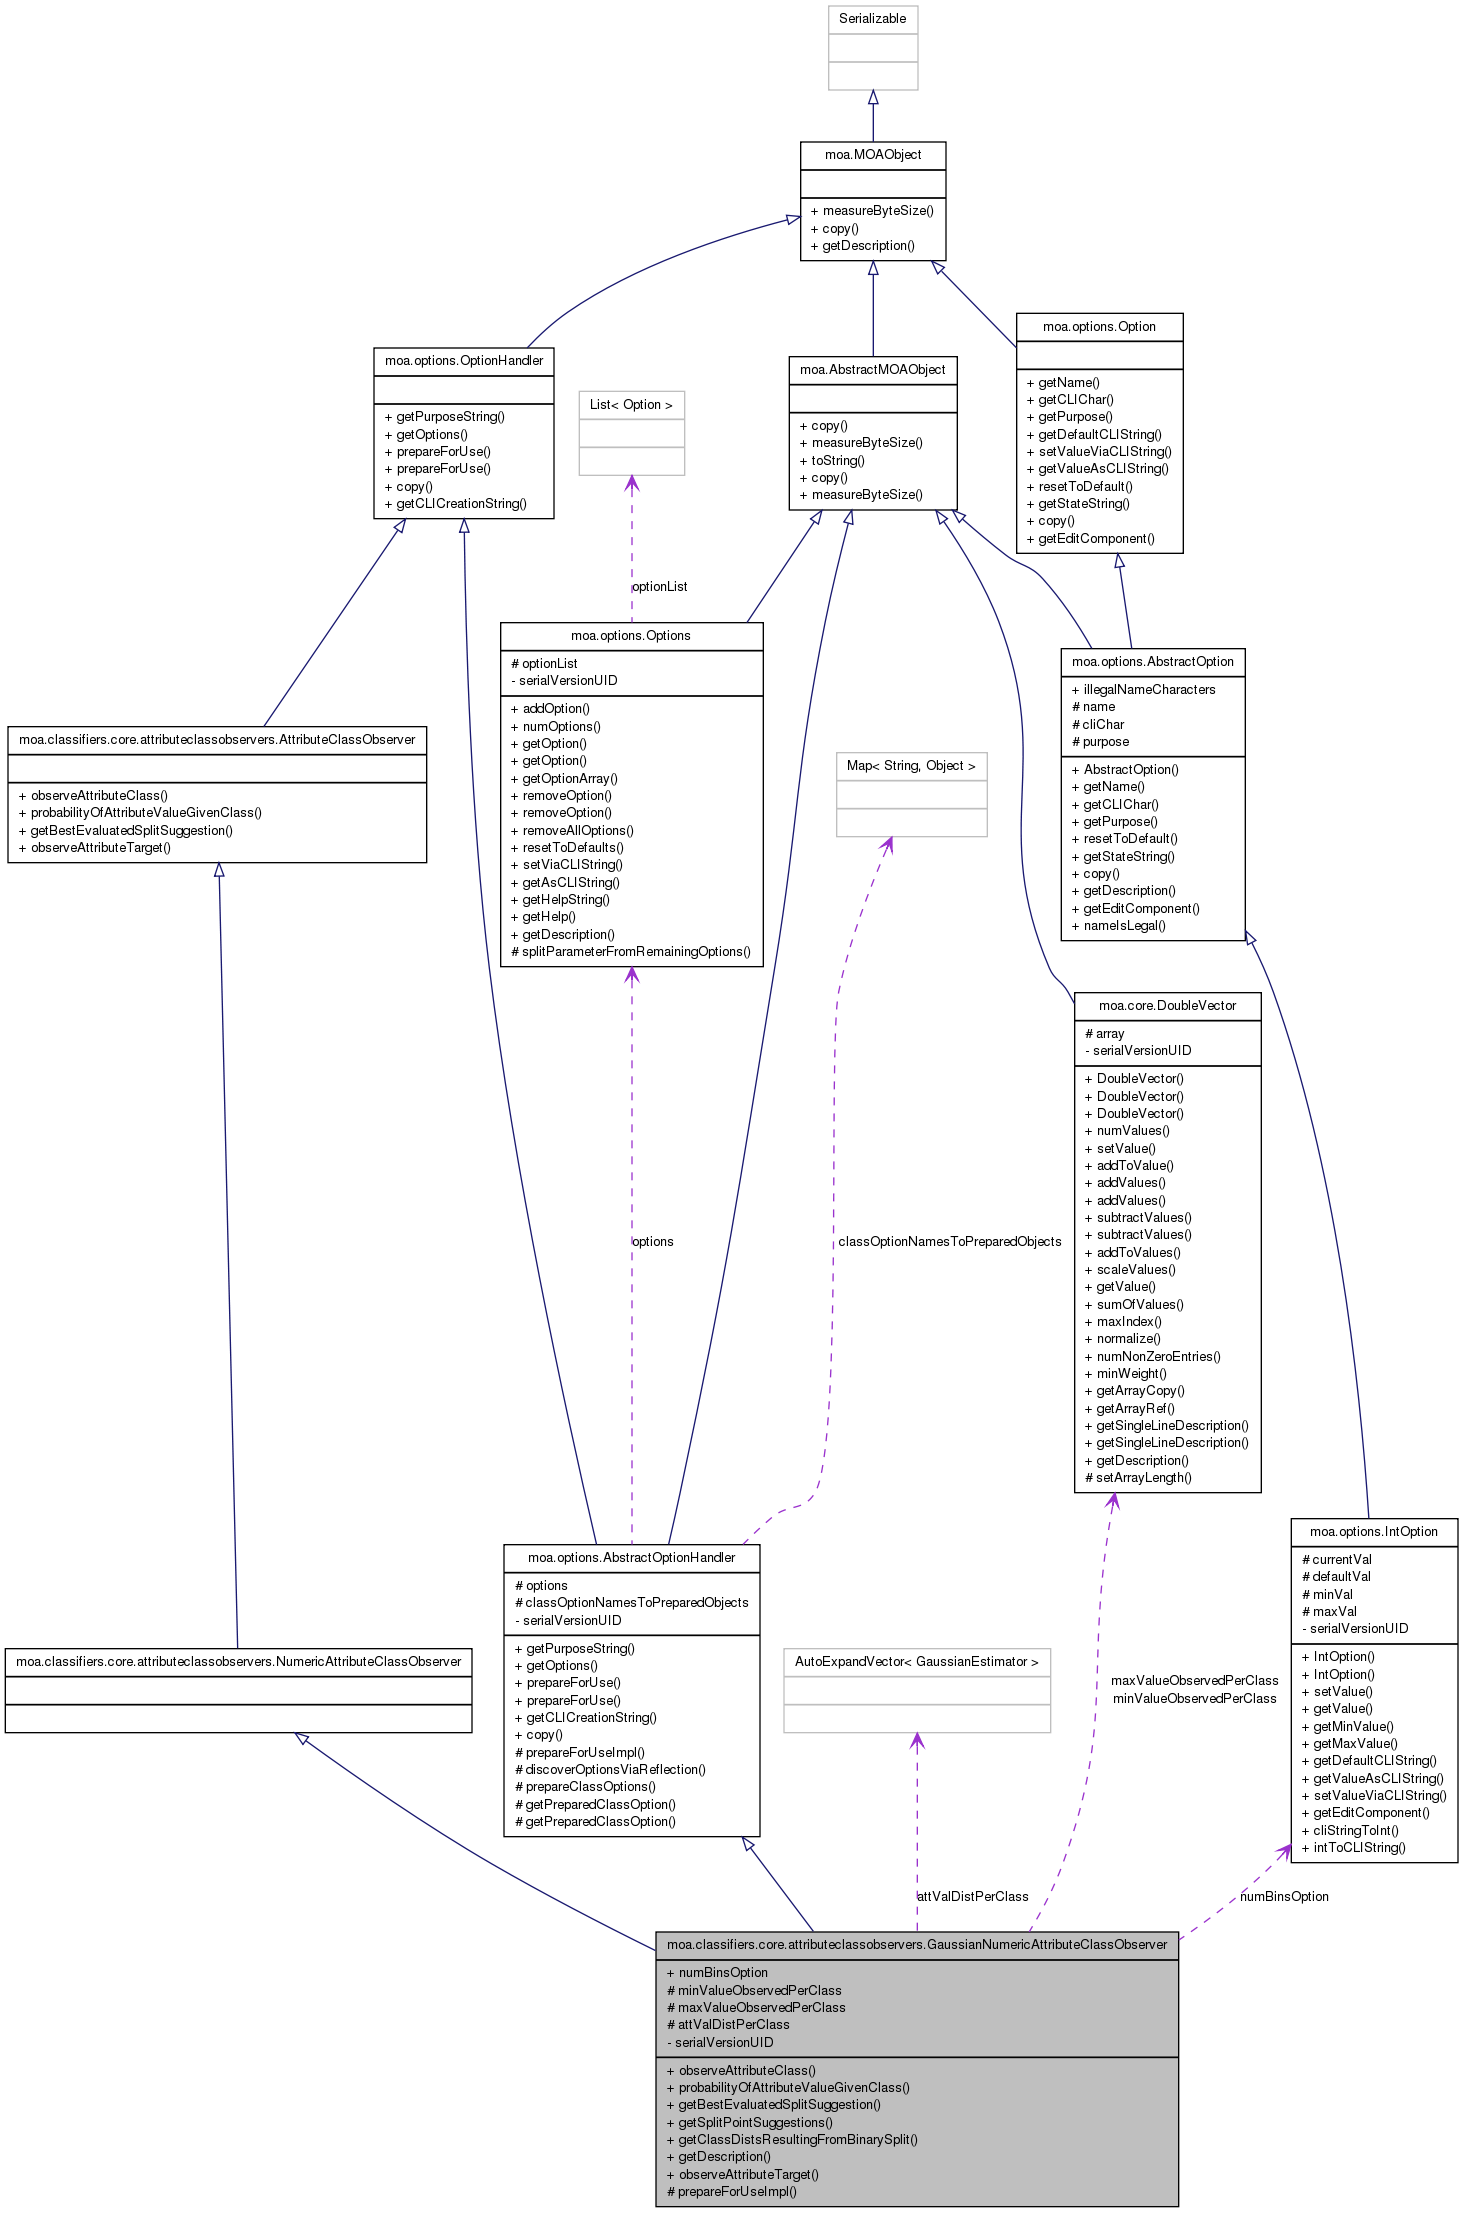 Serializable
moa.MOAObject
+ measureByteSize()
+ copy()
+ getDescription()
moa.options.Option
+ getName()
+ getCLIChar()
+ getPurpose()
+ getDefaultCLIString()
+ setValueViaCLIString()
+ getValueAsCLIString()
+ resetToDefault()
+ getStateString()
+ copy()
+ getEditComponent()
moa.options.OptionHandler
+ getPurposeString()
+ getOptions()
+ prepareForUse()
+ prepareForUse()
+ copy()
+ getCLICreationString()
moa.AbstractMOAObject
+ copy()
+ measureByteSize()
+ toString()
+ copy()
+ measureByteSize()
List< Option >
optionList
moa.options.Options
# optionList
- serialVersionUID
+ addOption()
+ numOptions()
+ getOption()
+ getOption()
+ getOptionArray()
+ removeOption()
+ removeOption()
+ removeAllOptions()
+ resetToDefaults()
+ setViaCLIString()
+ getAsCLIString()
+ getHelpString()
+ getHelp()
+ getDescription()
# splitParameterFromRemainingOptions()
moa.options.AbstractOption
+ illegalNameCharacters
# name
# cliChar
# purpose
+ AbstractOption()
+ getName()
+ getCLIChar()
+ getPurpose()
+ resetToDefault()
+ getStateString()
+ copy()
+ getDescription()
+ getEditComponent()
+ nameIsLegal()
moa.classifiers.core.attributeclassobservers.AttributeClassObserver
+ observeAttributeClass()
+ probabilityOfAttributeValueGivenClass()
+ getBestEvaluatedSplitSuggestion()
+ observeAttributeTarget()
Map< String, Object >
moa.core.DoubleVector
# array
- serialVersionUID
+ DoubleVector()
+ DoubleVector()
+ DoubleVector()
+ numValues()
+ setValue()
+ addToValue()
+ addValues()
+ addValues()
+ subtractValues()
+ subtractValues()
+ addToValues()
+ scaleValues()
+ getValue()
+ sumOfValues()
+ maxIndex()
+ normalize()
+ numNonZeroEntries()
+ minWeight()
+ getArrayCopy()
+ getArrayRef()
+ getSingleLineDescription()
+ getSingleLineDescription()
+ getDescription()
# setArrayLength()
options
classOptionNamesToPreparedObjects
moa.options.IntOption
# currentVal
# defaultVal
# minVal
# maxVal
- serialVersionUID
+ IntOption()
+ IntOption()
+ setValue()
+ getValue()
+ getMinValue()
+ getMaxValue()
+ getDefaultCLIString()
+ getValueAsCLIString()
+ setValueViaCLIString()
+ getEditComponent()
+ cliStringToInt()
+ intToCLIString()
moa.options.AbstractOptionHandler
# options
# classOptionNamesToPreparedObjects
- serialVersionUID
+ getPurposeString()
+ getOptions()
+ prepareForUse()
+ prepareForUse()
+ getCLICreationString()
+ copy()
# prepareForUseImpl()
# discoverOptionsViaReflection()
# prepareClassOptions()
# getPreparedClassOption()
# getPreparedClassOption()
moa.classifiers.core.attributeclassobservers.NumericAttributeClassObserver
AutoExpandVector< GaussianEstimator >
maxValueObservedPerClass
minValueObservedPerClass
attValDistPerClass
numBinsOption
moa.classifiers.core.attributeclassobservers.GaussianNumericAttributeClassObserver
+ numBinsOption
# minValueObservedPerClass
# maxValueObservedPerClass
# attValDistPerClass
- serialVersionUID
+ observeAttributeClass()
+ probabilityOfAttributeValueGivenClass()
+ getBestEvaluatedSplitSuggestion()
+ getSplitPointSuggestions()
+ getClassDistsResultingFromBinarySplit()
+ getDescription()
+ observeAttributeTarget()
# prepareForUseImpl()